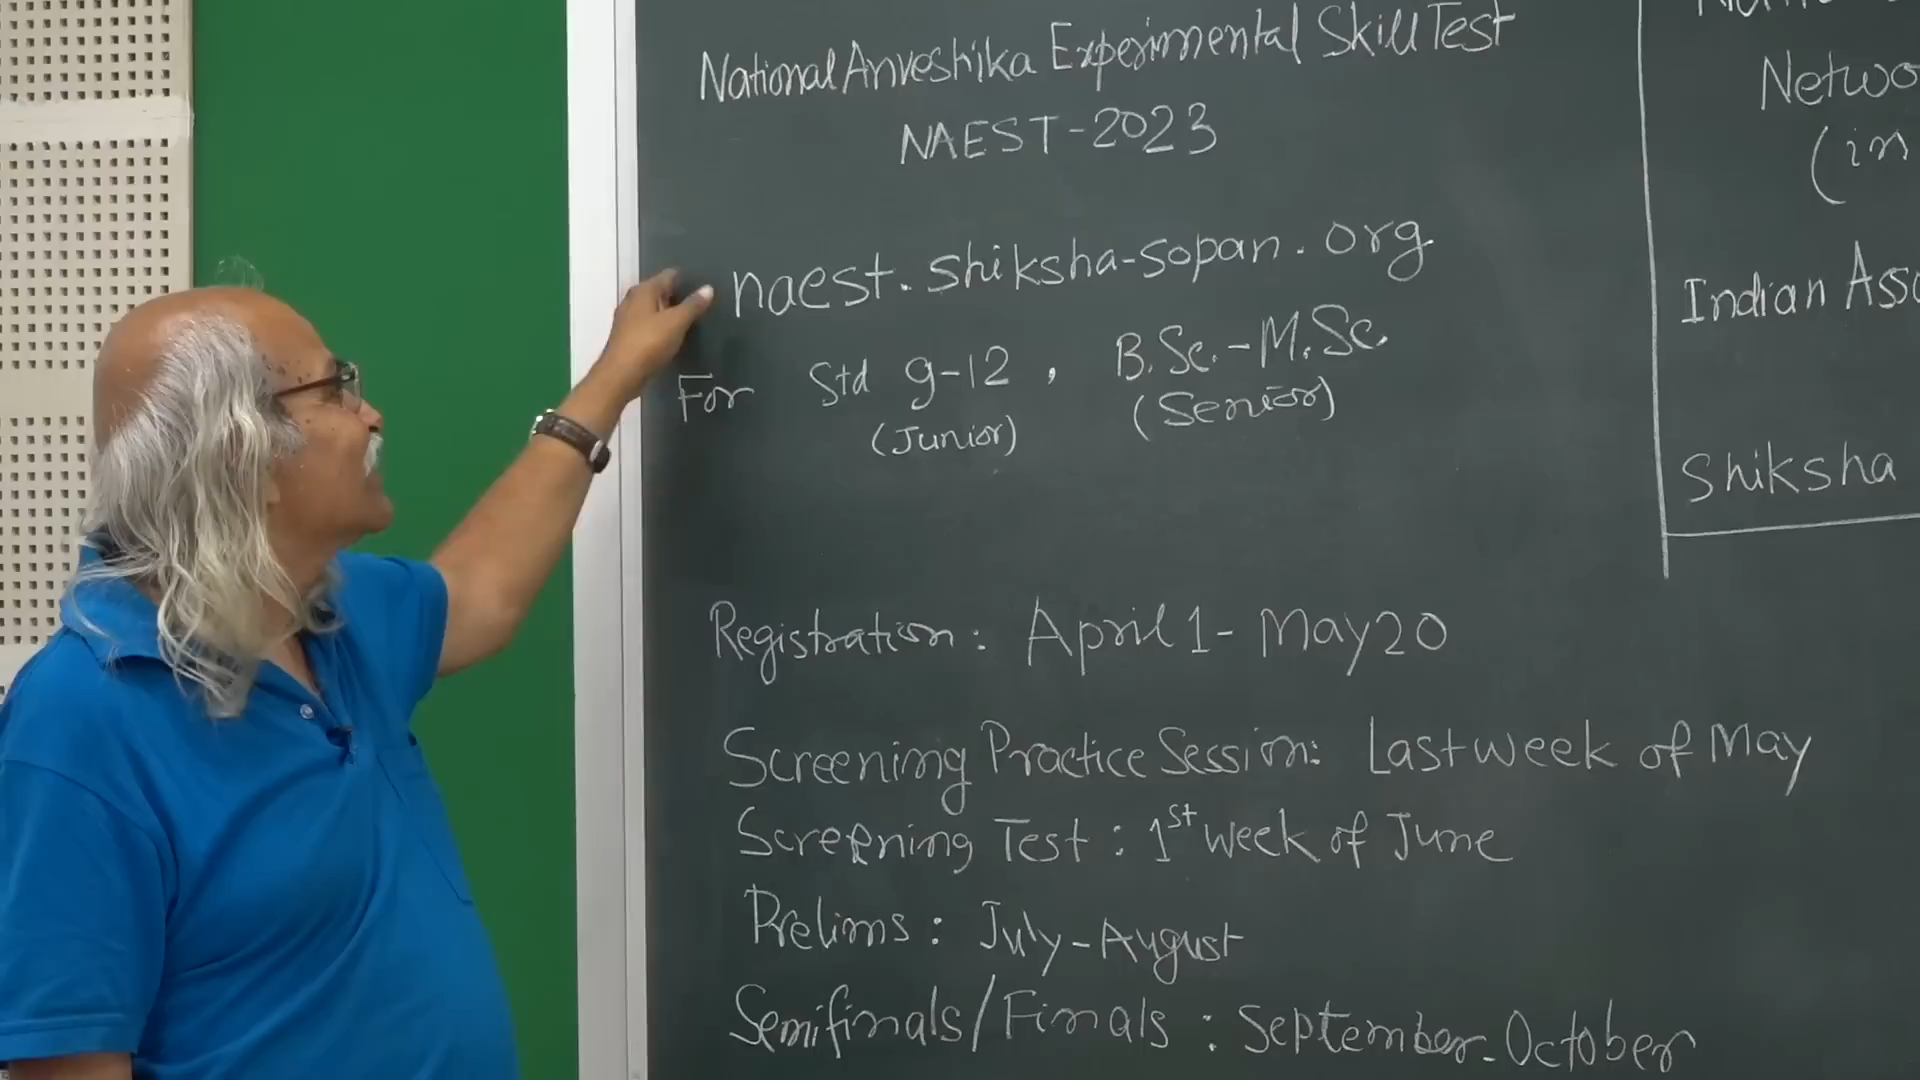 National Anveshika Experimental Skill Test
NAEST-2023
naest.shiksha-sopan.org
For Std 9-12, B.Sc.-M.Sc.
(Junior) (Senior)
Registration: April 1- May 20
Screening Practice Session: Last week of May
Screening Test: 1st week of June
Prelims: July-August
Semifinals/Finals: September-October
Netwo
(in
Indian Asso
Shiksha